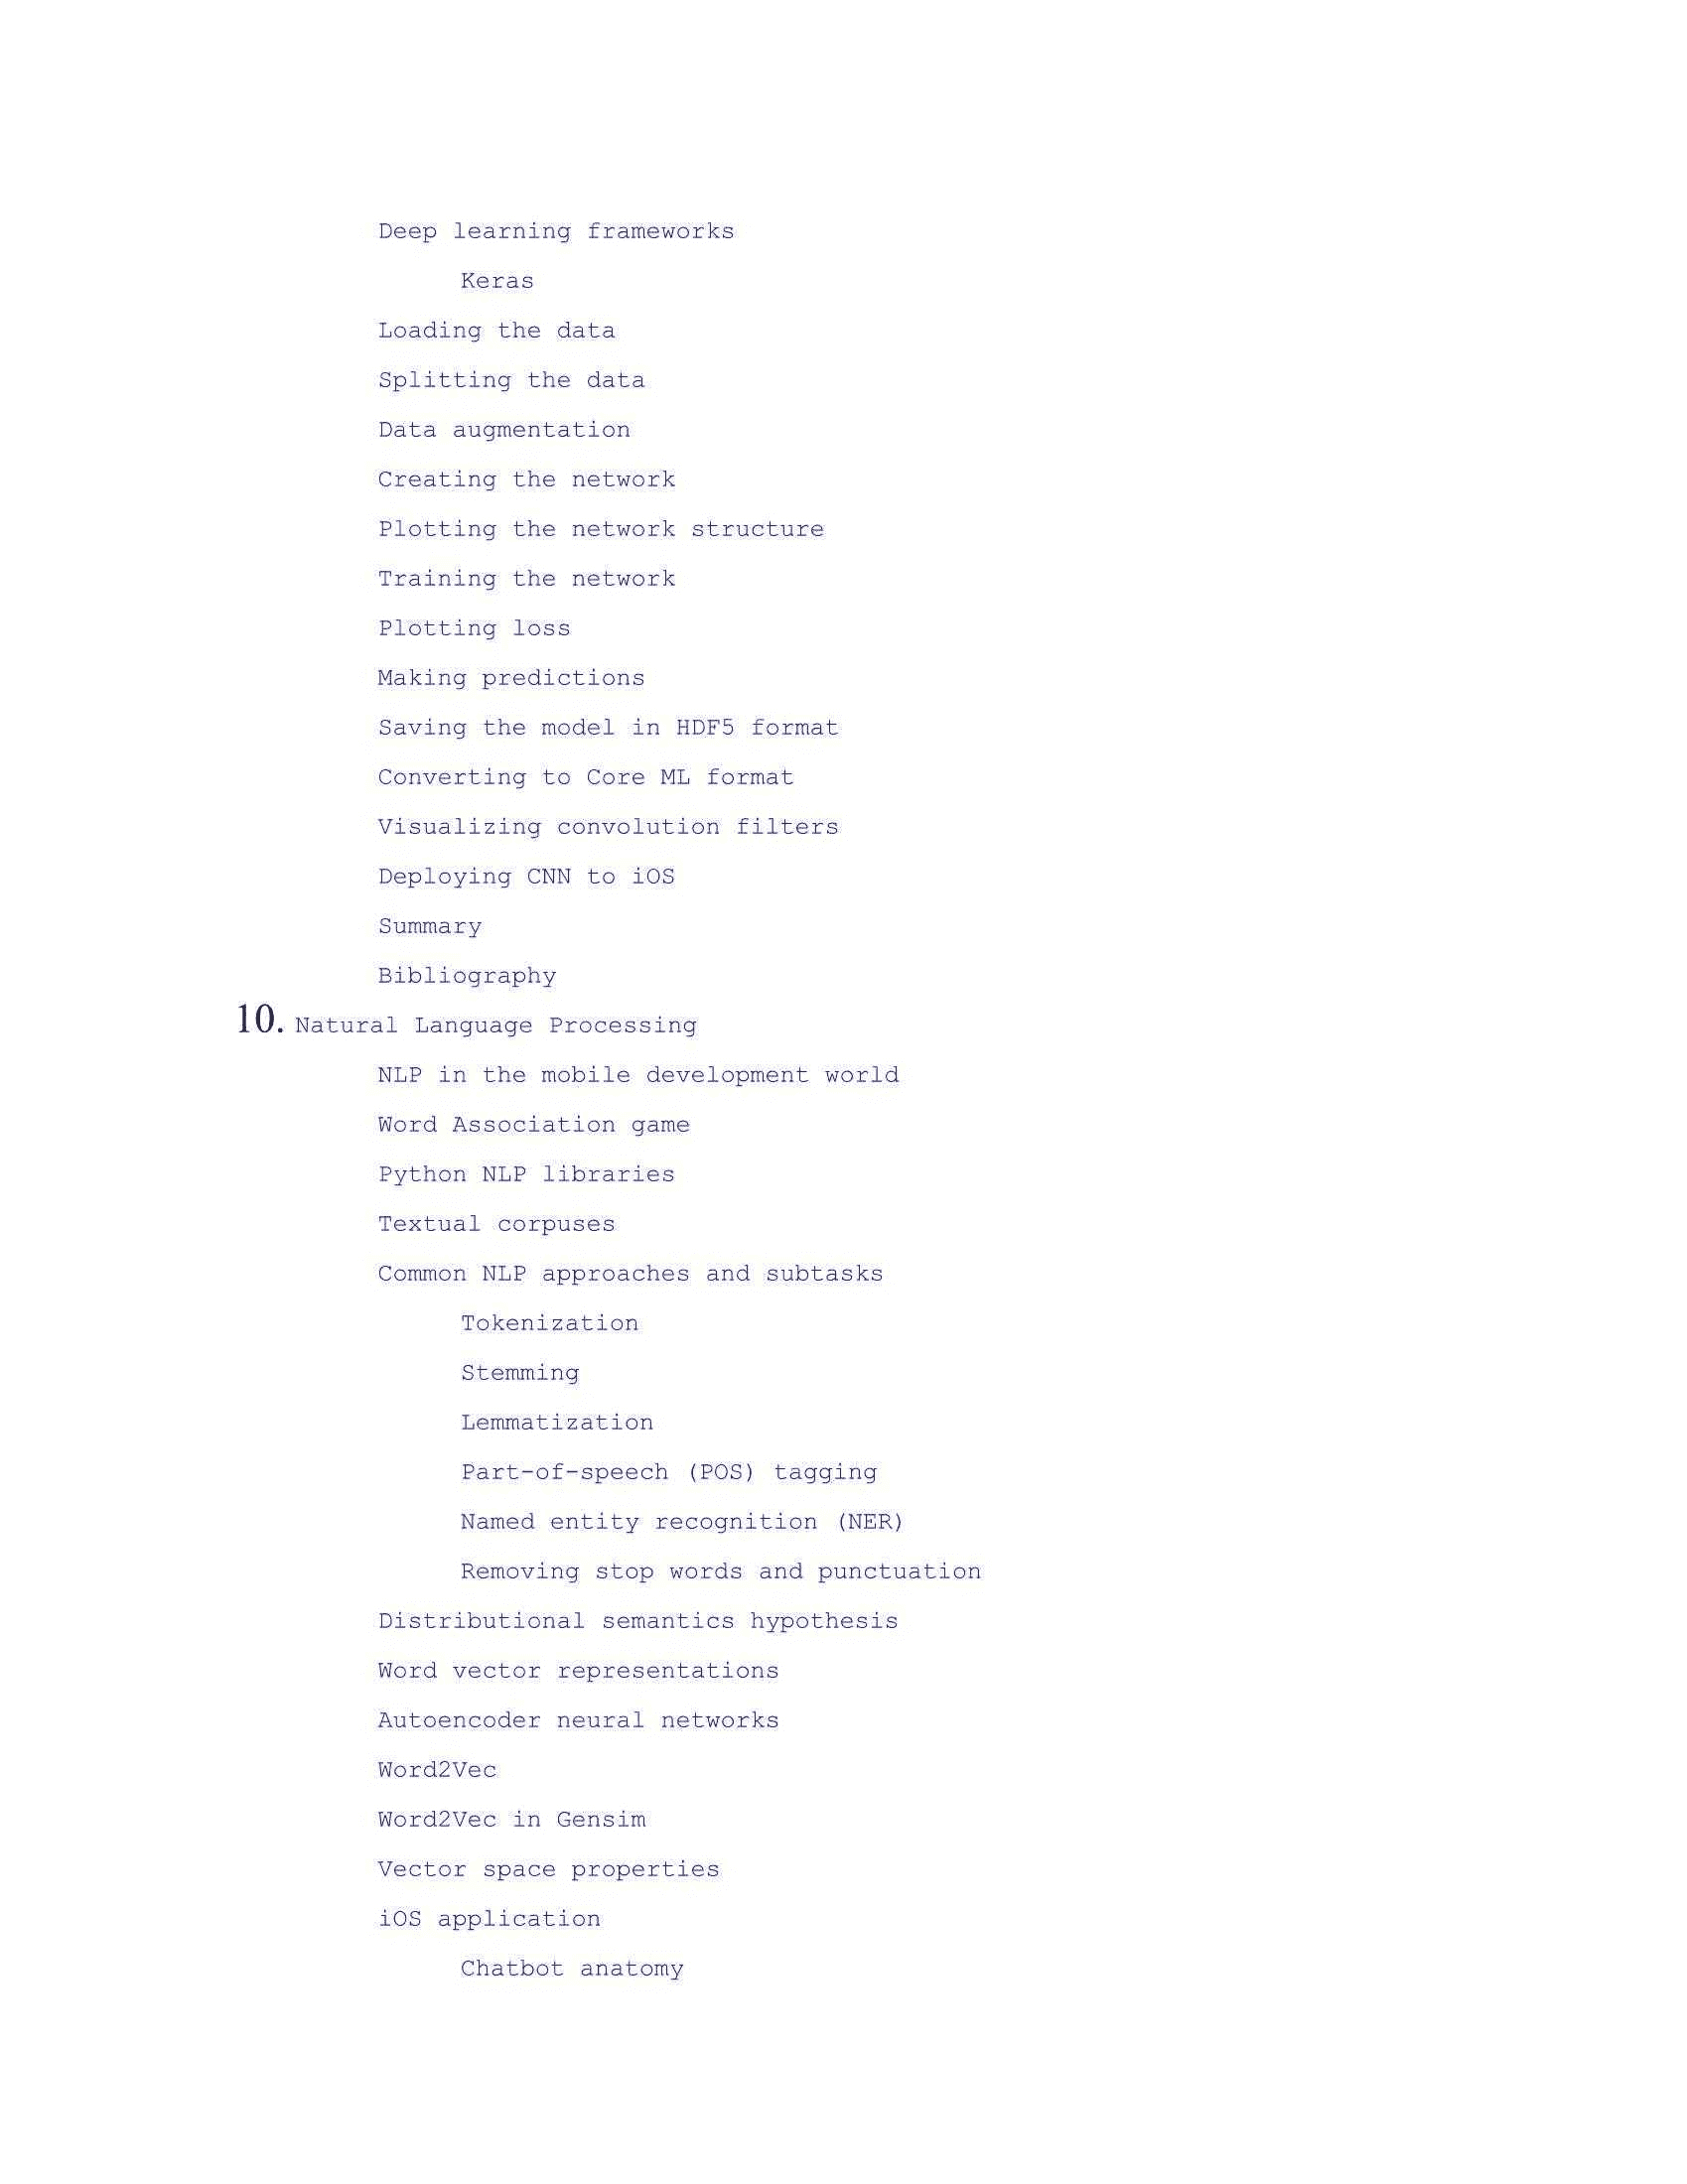 Deep learning frameworks
Keras
Loading the data
Splitting the data
Data augmentation
Creating the network
Plotting the network structure
Training the network
Plotting loss
Making predictions
Saving the model in HDF5 format
Converting to Core ML format
Visualizing convolution filters
Deploying CNN to iOS
Summary
Bibliography
10. Natural Language Processing
NLP in the mobile development world
Word Association game
Python NLP libraries
Textual corpuses
Common NLP approaches and subtasks
Tokenization
Stemming
Lemmatization
Part-of-speech (POS) tagging
Named entity recognition (NER)
Removing stop words and punctuation
Distributional semantics hypothesis
Word vector representations
Autoencoder neural networks
Word2Vec
Word2Vec in Gensim
Vector space properties
iOS application
Chatbot anatomy